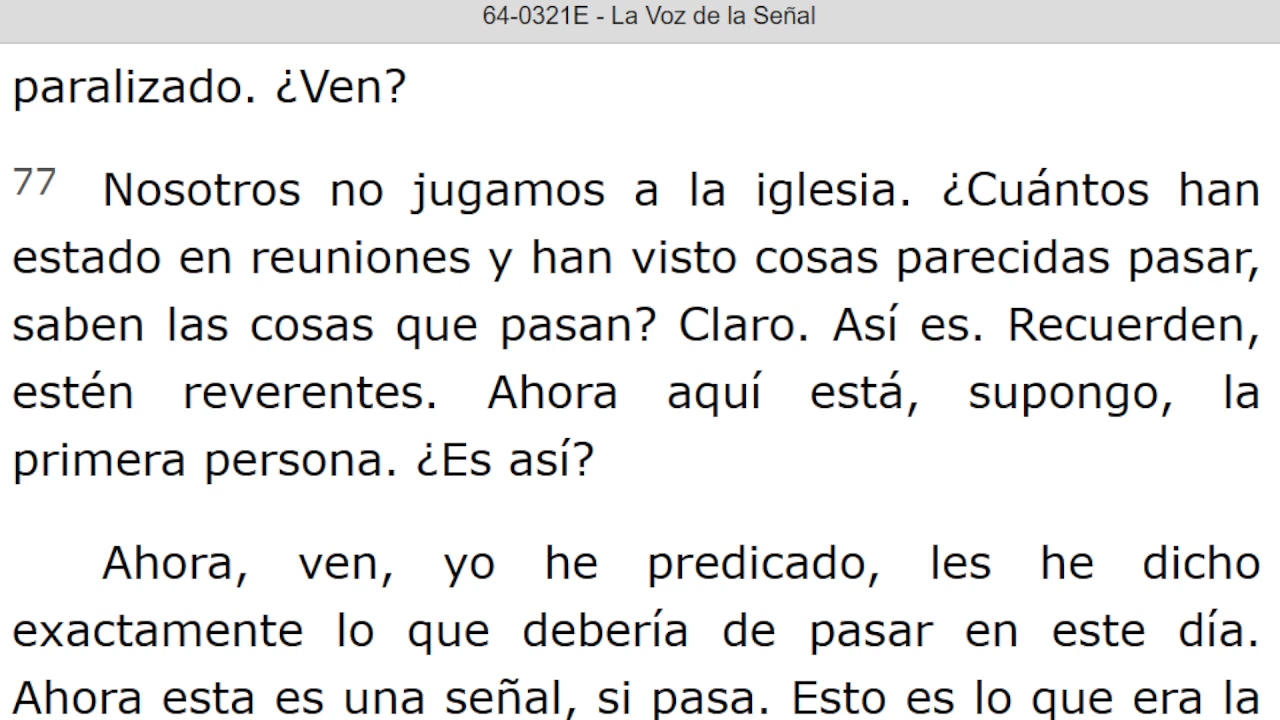 64-0321E - La Voz de la Señal
paralizado. ¿Ven?
77 Nosotros no jugamos a la iglesia. ¿Cuántos han
estado en reuniones y han visto cosas parecidas pasar,
saben las cosas que pasan? Claro. Así es. Recuerden,
estén reverentes. Ahora aquí está, supongo, la
primera persona. ¿Es así?
Ahora, ven, yo he predicado, les he dicho
exactamente lo que debería de pasar en este día.
Ahora esta es una señal, si pasa. Esto es lo que era la